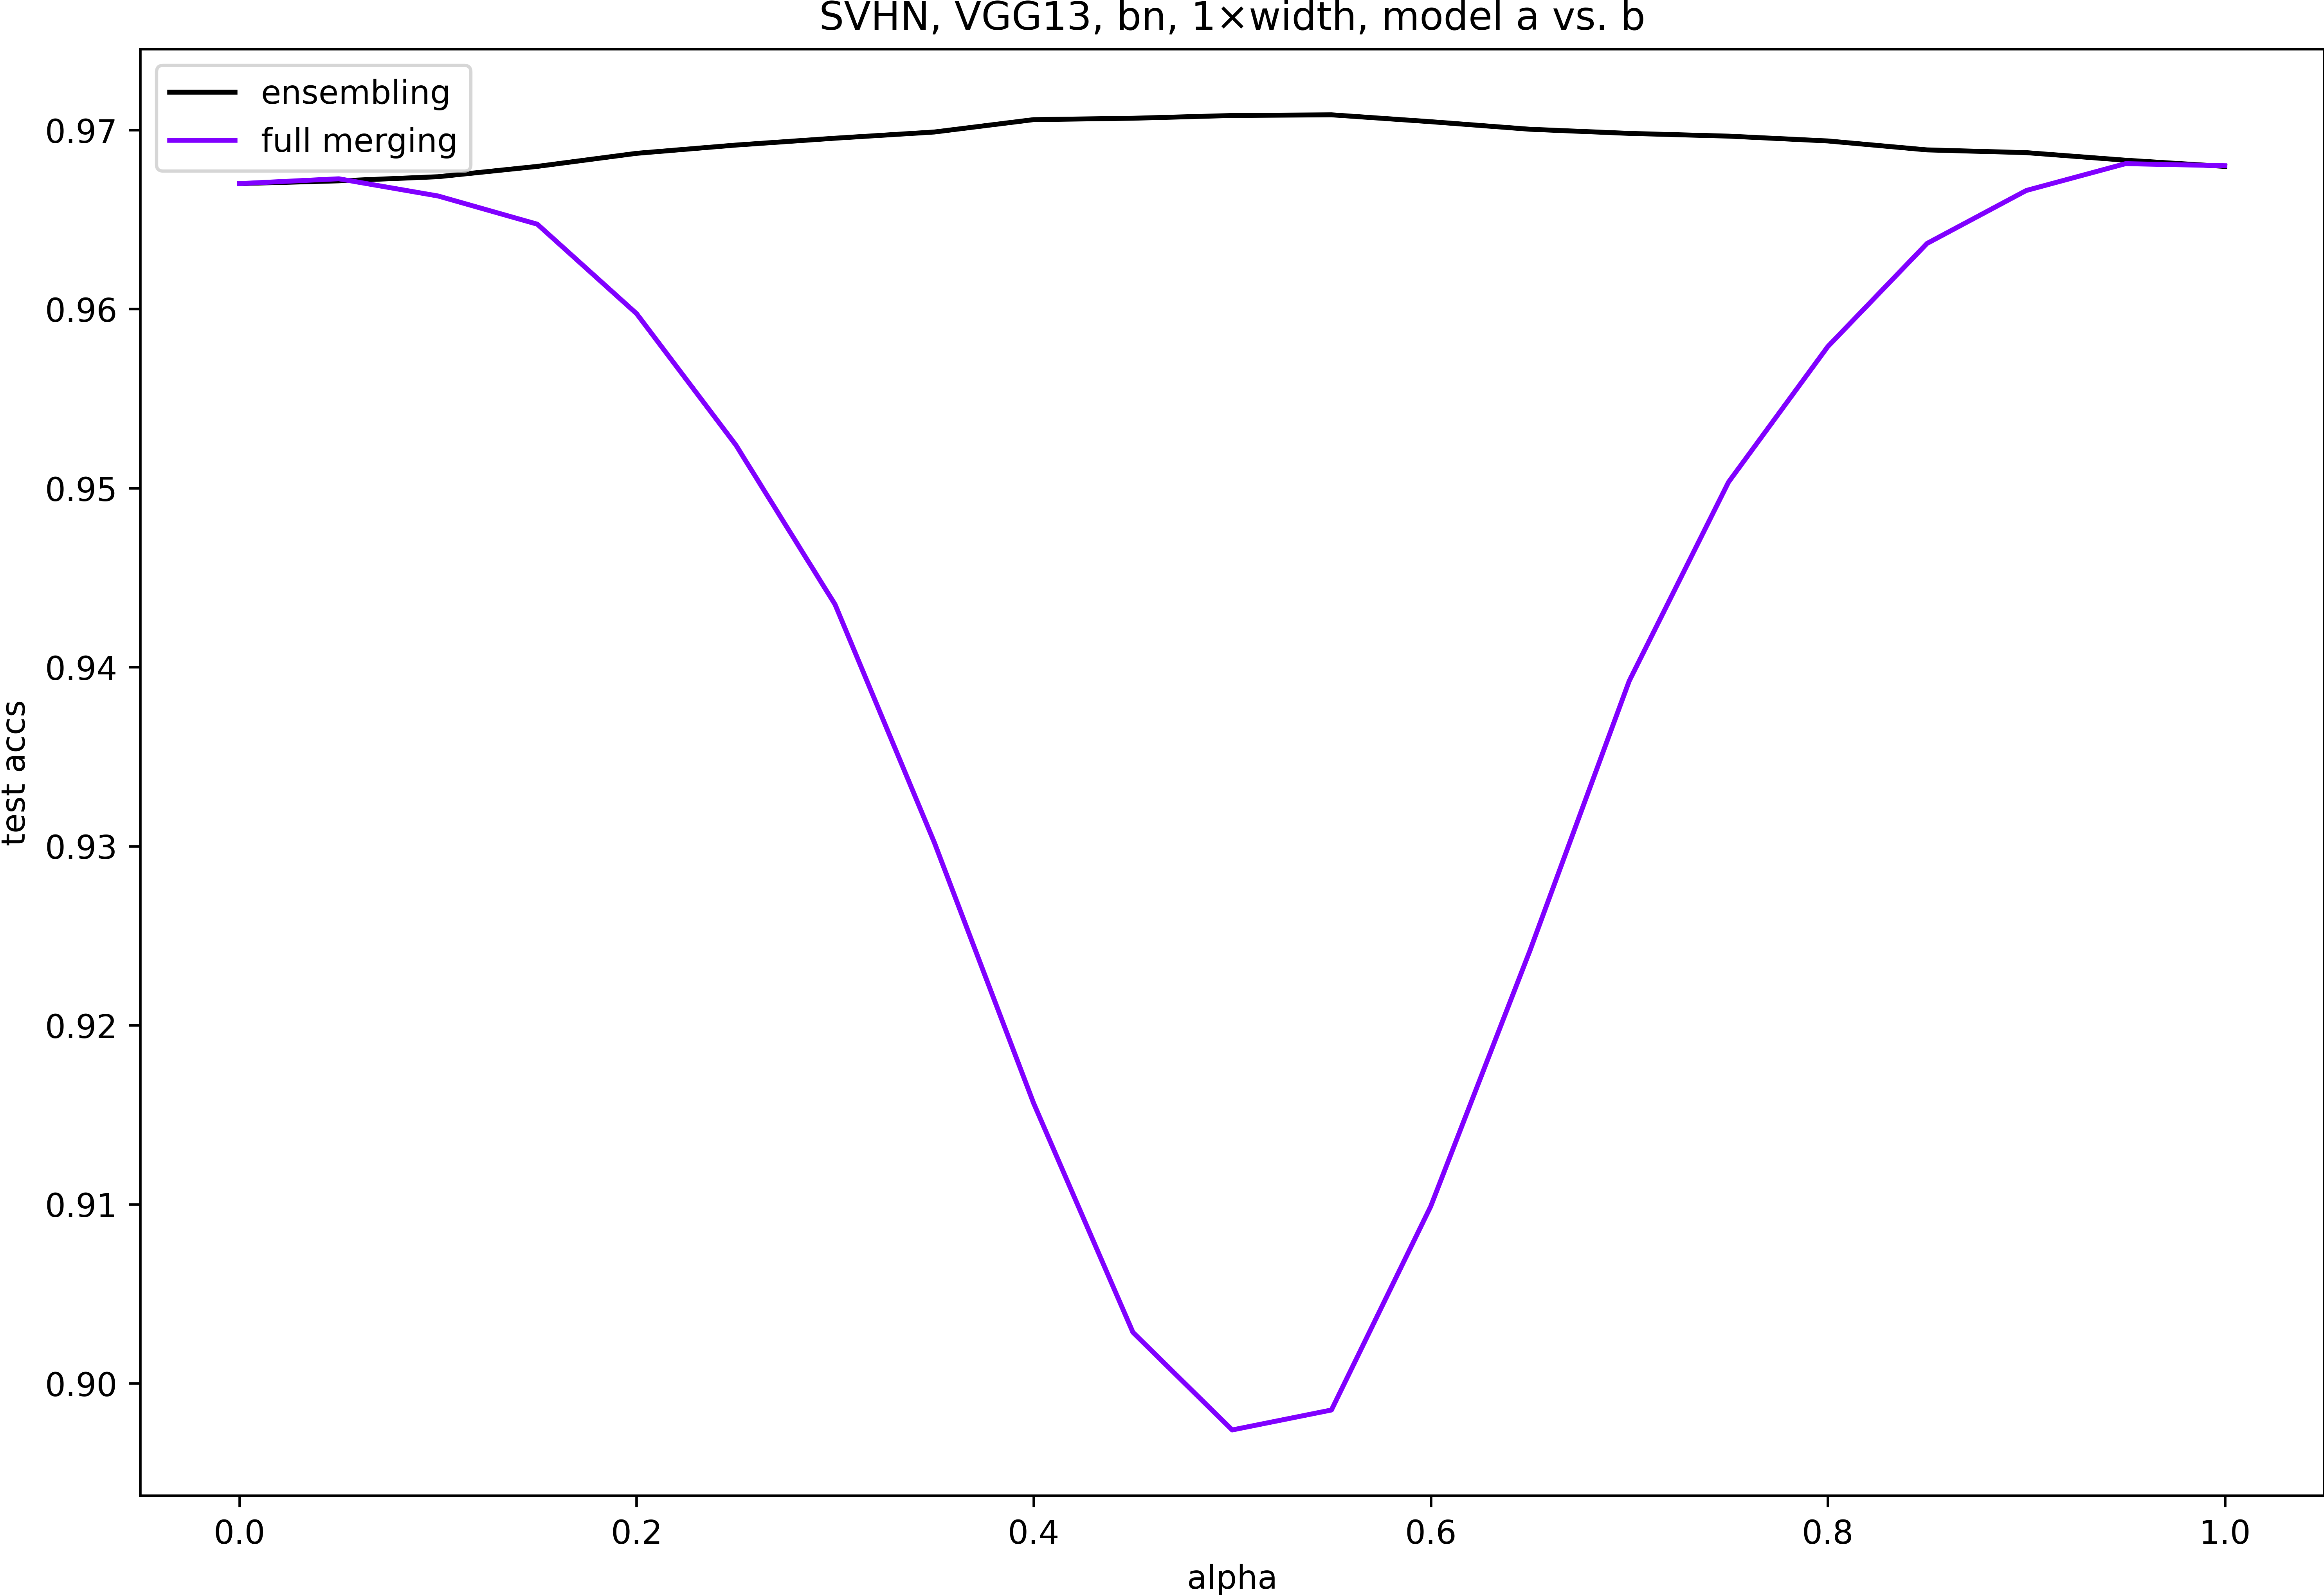 SVHN, VGG13, bn, 1×width, model a vs. b
ensembling
full merging
0.97
0.96
0.95
0.94
0.93
0.92
0.91
0.90
test accs
0.0 0.2 0.4 0.6 0.8 1.0
alpha